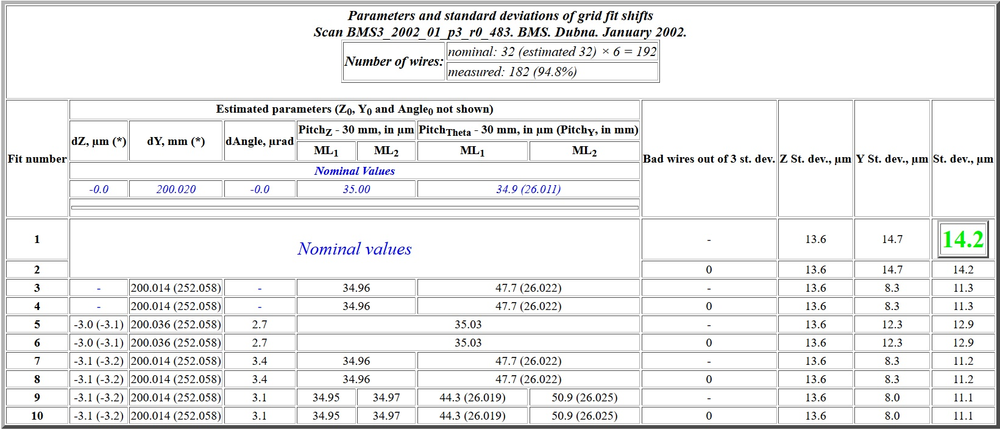 Parameters and standard deviations of grid fit shifts
Scan BMS3_2002_01_p3_r0_483. BMS. Dubna. January 2002.
Number of wires:
nominal: 32 (estimated 32) × 6 = 192
measured: 182 (94.8%)
Fit number
Estimated parameters (Z0, Y0 and Angle0 not shown)
Bad wires out of 3 st. dev. Z St. dev., µm Y St. dev., µm St. dev., µm
dZ, µm (*) dY, mm (*) dAngle, µrad PitchZ - 30 mm, in µm PitchTheta - 30 mm, in µm (PitchY, in mm)
ML1 ML2 ML1 ML2
Nominal Values
-0.0 200.020 -0.0 35.00 34.9 (26.011)
1 Nominal values - 13.6 14.7 14.2
2 0 13.6 14.7 14.2
3 - 200.014 (252.058) - 34.96 47.7 (26.022) - 13.6 8.3 11.3
4 - 200.014 (252.058) - 34.96 47.7 (26.022) 0 13.6 8.3 11.3
5 -3.0 (-3.1) 200.036 (252.058) 2.7 35.03 - 13.6 12.3 12.9
6 -3.0 (-3.1) 200.036 (252.058) 2.7 35.03 0 13.6 12.3 12.9
7 -3.1 (-3.2) 200.014 (252.058) 3.4 34.96 47.7 (26.022) - 13.6 8.3 11.2
8 -3.1 (-3.2) 200.014 (252.058) 3.4 34.96 47.7 (26.022) 0 13.6 8.3 11.2
9 -3.1 (-3.2) 200.014 (252.058) 3.1 34.95 34.97 44.3 (26.019) 50.9 (26.025) - 13.6 8.0 11.1
10 -3.1 (-3.2) 200.014 (252.058) 3.1 34.95 34.97 44.3 (26.019) 50.9 (26.025) 0 13.6 8.0 11.1